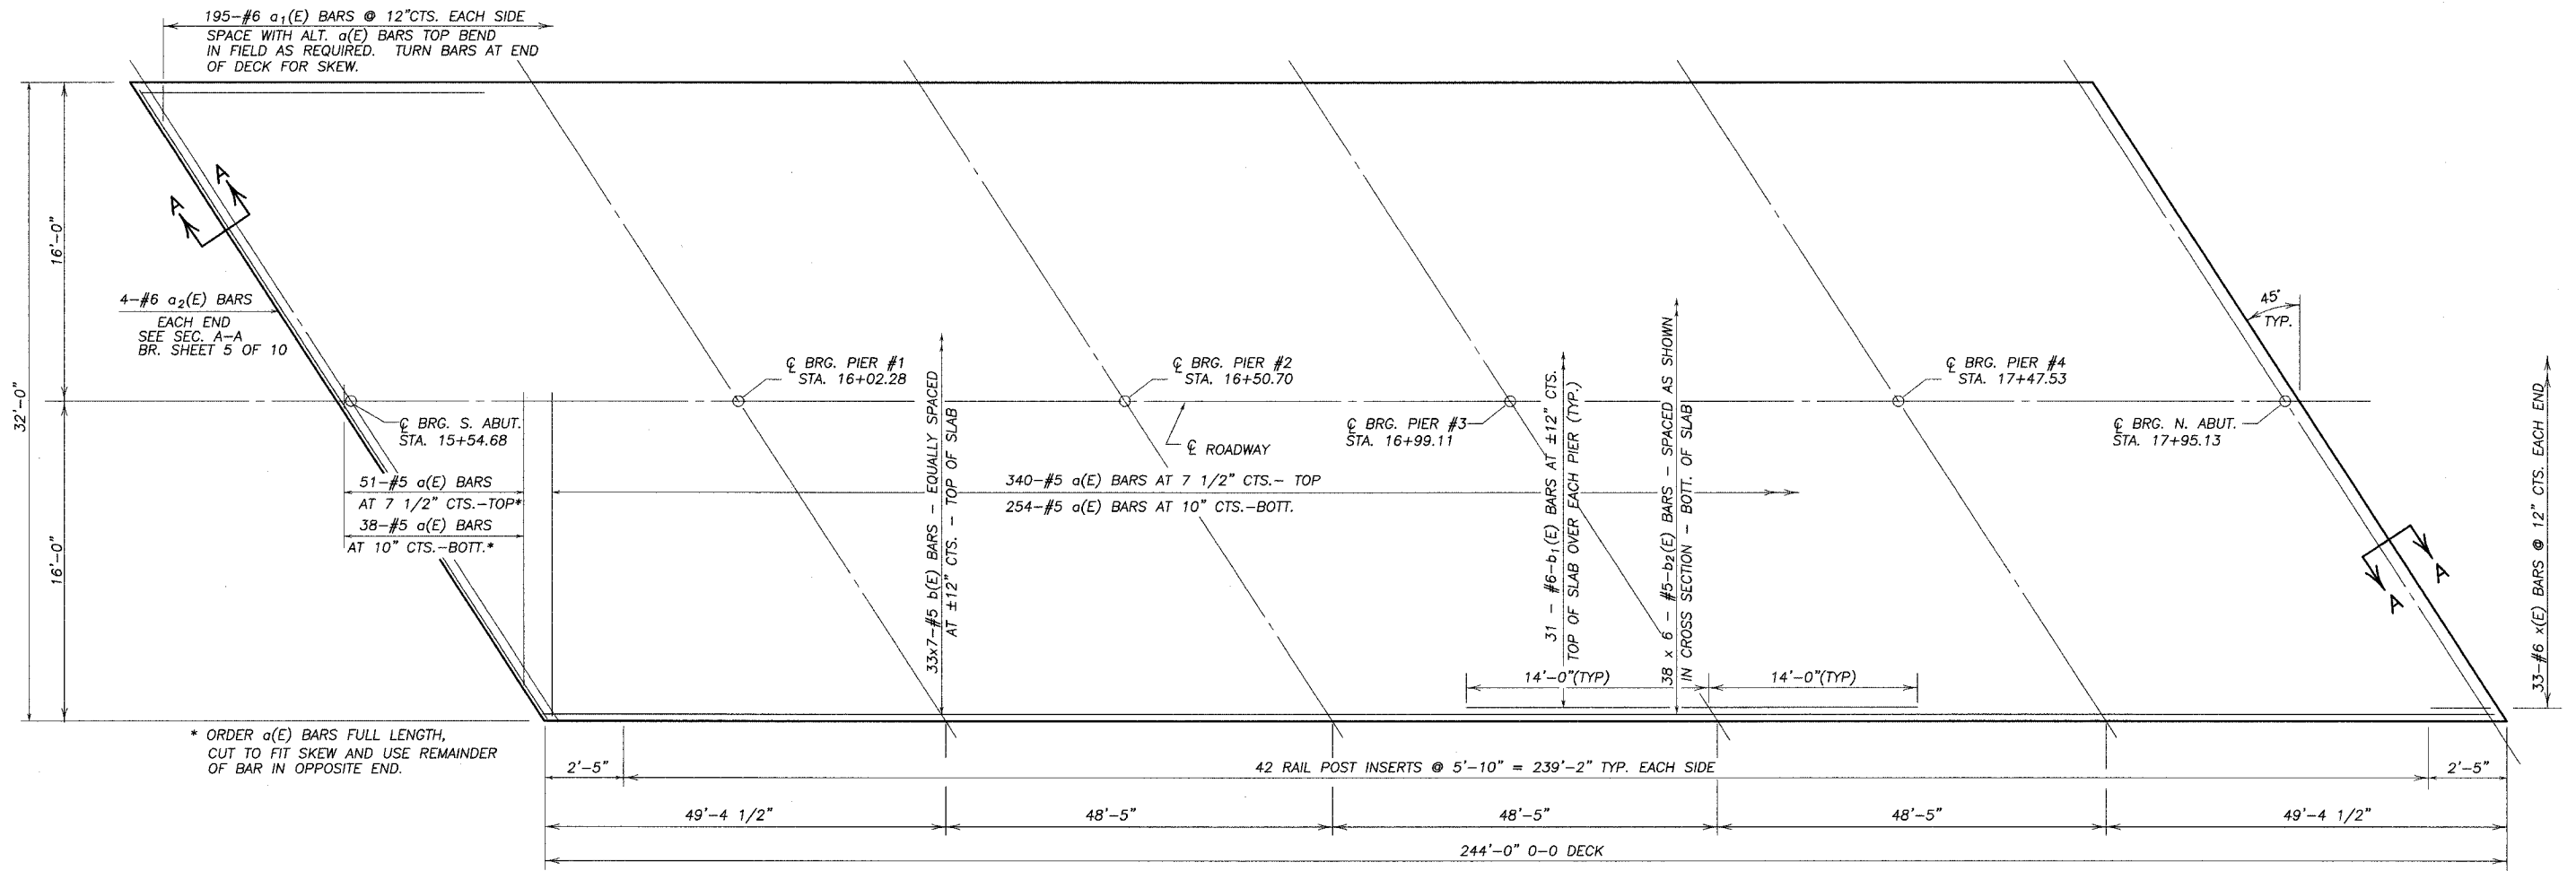 195-#6 a1(E) BARS @ 12"CTS. EACH SIDE
SPACE WITH ALT. a(E) BARS TOP BEND
IN FIELD AS REQUIRED. TURN BARS AT END
OF DECK FOR SKEW.
32'-0"
16'-0"
16'-0"
A
A
4-#6 a2(E) BARS
EACH END
SEE SEC. A-A
BR. SHEET 5 OF 10
℄ BRG. S. ABUT.
STA. 15+54.68
℄ BRG. PIER #1
STA. 16+02.28
℄ BRG. PIER #2
STA. 16+50.70
℄ BRG. PIER #3
STA. 16+99.11
℄ BRG. PIER #4
STA. 17+47.53
℄ BRG. N. ABUT.
STA. 17+95.13
℄ ROADWAY
45°
TYP.
51-#5 a(E) BARS
AT 7 1/2" CTS.-TOP*
38-#5 a(E) BARS
AT 10" CTS.-BOTT.*
340-#5 a(E) BARS AT 7 1/2" CTS.- TOP
254-#5 a(E) BARS AT 10" CTS.-BOTT.
33x7-#5 b(E) BARS - EQUALLY SPACED
AT ±12" CTS. - TOP OF SLAB
31 - #6-b1(E) BARS AT ±12" CTS.
TOP OF SLAB OVER EACH PIER (TYP.)
38 x 6 - #5-b2(E) BARS - SPACED AS SHOWN
IN CROSS SECTION - BOTT. OF SLAB
33-#6 x(E) BARS @ 12" CTS. EACH END
A
A
14'-0"(TYP)
14'-0"(TYP)
* ORDER a(E) BARS FULL LENGTH,
CUT TO FIT SKEW AND USE REMAINDER
OF BAR IN OPPOSITE END.
2'-5"
42 RAIL POST INSERTS @ 5'-10" = 239'-2" TYP. EACH SIDE
2'-5"
49'-4 1/2"
48'-5"
48'-5"
48'-5"
49'-4 1/2"
244'-0" 0-0 DECK